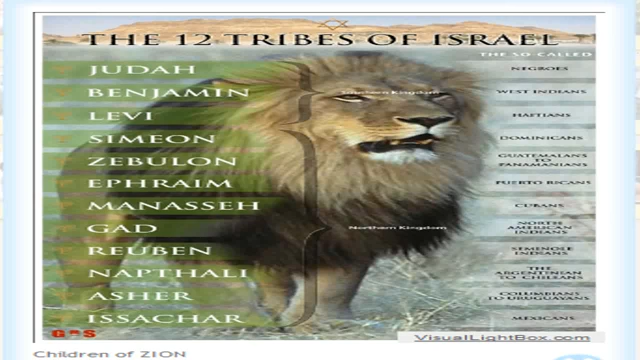 THE 12 TRIBES OF ISRAEL
THE SO CALLED
JUDAH
NEGROES
BENJAMIN
Southern Kingdom
WEST INDIANS
LEVI
HAITIANS
SIMEON
DOMINICANS
ZEBULON
GUATEMALANS
TO
PANAMANIANS
EPHRAIM
PUERTO RICANS
MANASSEH
CUBANS
GAD
Northern Kingdom
NORTH
AMERICAN
INDIANS
REUBEN
SEMINOLE
INDIANS
NAPTHALI
THE
ARGENTINIAN
TO CHILEANS
ASHER
COLUMBIANS
TO URUGUAYANS
ISSACHAR
MEXICANS
VisualLightBox.com
Children of ZION